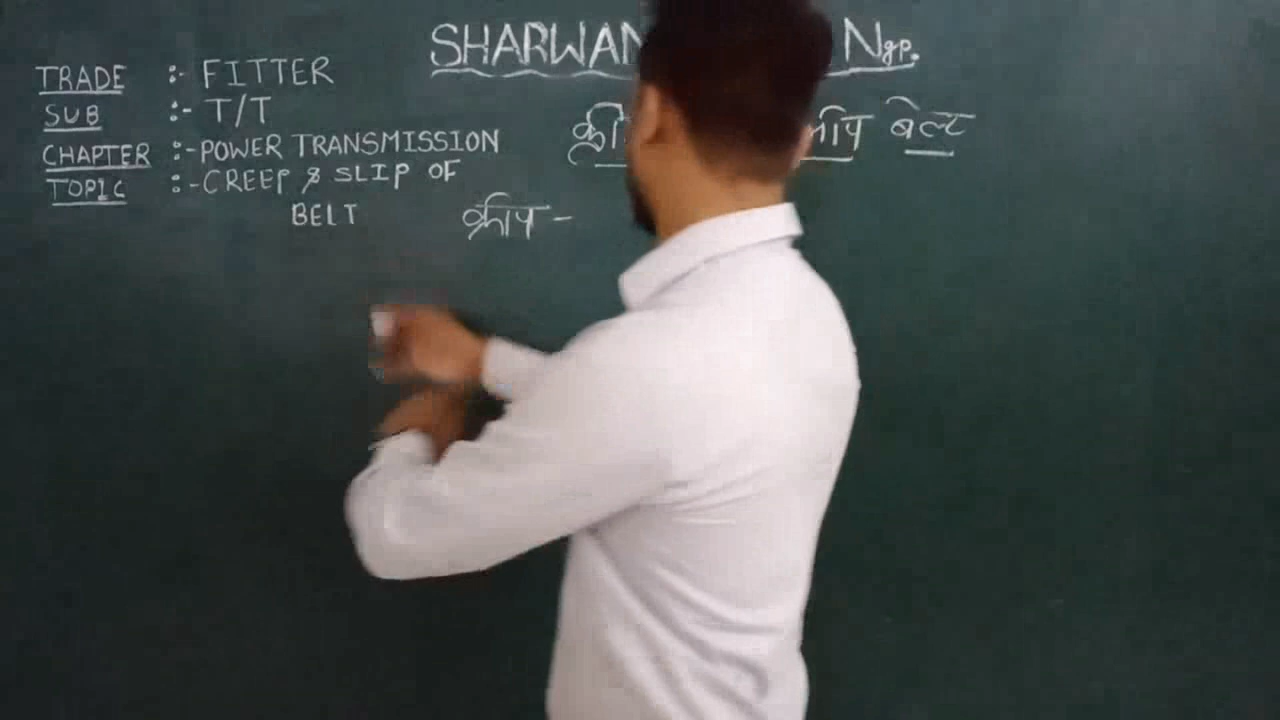 SHARWAN Ngp.
TRADE :- FITTER
SUB :- T/T
CHAPTER :- POWER TRANSMISSION
TOPIC :- CREEP & SLIP OF
BELT
बेल्ट
क्रीप -